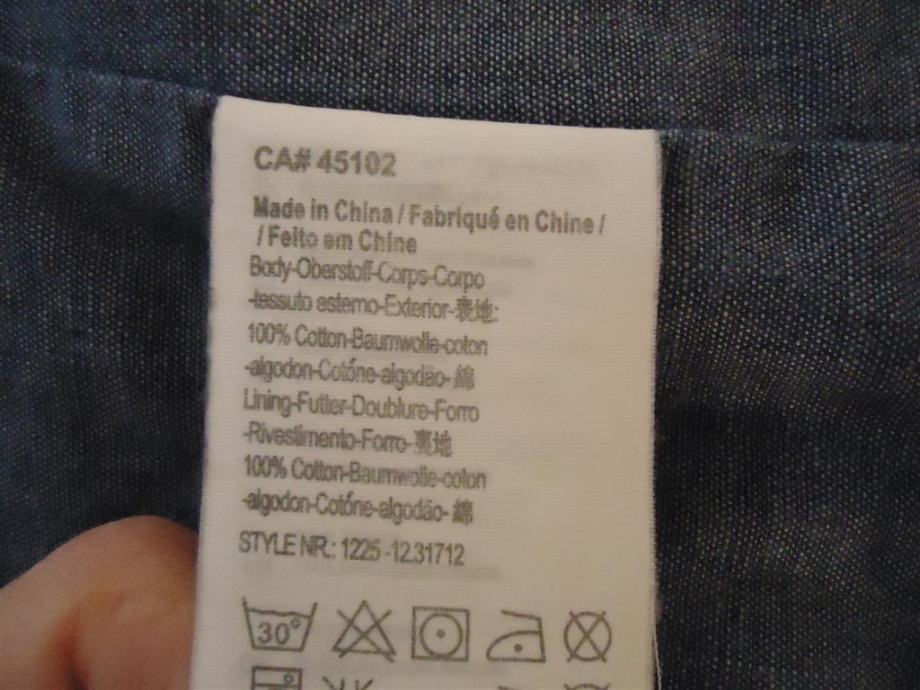 CA# 45102
Made in China / Fabriqué en Chine /
/ Feito em Chine
Body-Oberstoff-Corps-Corpo
-tessuto esterno-Exterior-表地:
100% Cotton-Baumwolle-coton
-algodon-Cotóne-algodão- 綿
Lining-Futter-Doublure-Forro
-Rivestimento-Forro-裏地
100% Cotton-Baumwolle-coton
-algodon-Cotóne-algodão- 綿
STYLE NR.: 1225 -12.31712
30°